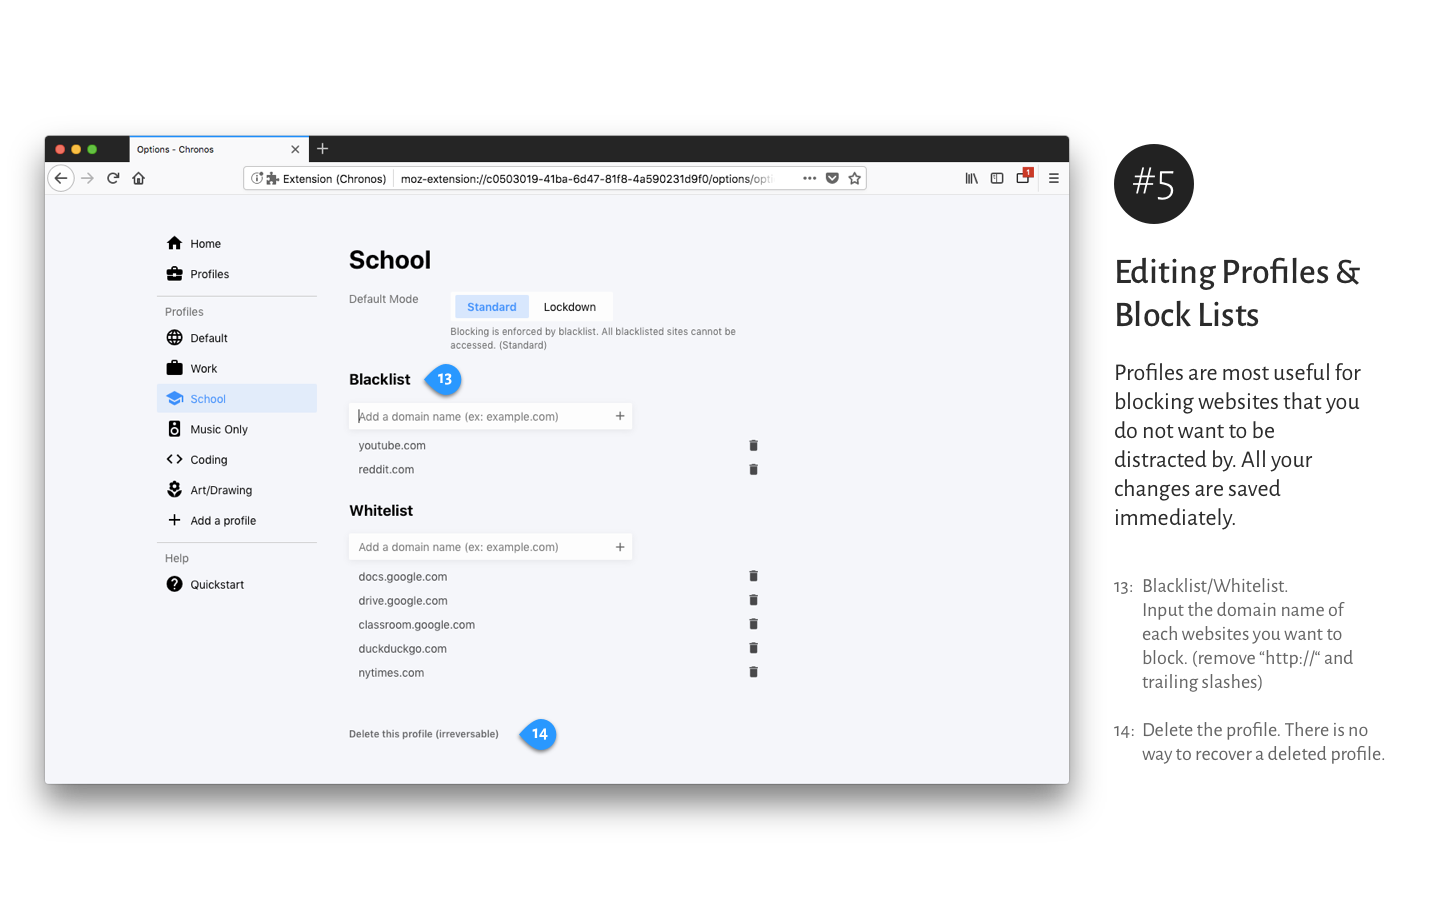 Options - Chronos
Extension (Chronos)
moz-extension://c0503019-41ba-6d47-81f8-4a590231d9f0/options/opti
1
Home
Profiles
Profiles
Default
Work
School
Music Only
Coding
Art/Drawing
Add a profile
Help
Quickstart
School
Default Mode
Standard
Lockdown
Blocking is enforced by blacklist. All blacklisted sites cannot be
accessed. (Standard)
Blacklist
13
Add a domain name (ex: example.com)
youtube.com
reddit.com
Whitelist
Add a domain name (ex: example.com)
docs.google.com
drive.google.com
classroom.google.com
duckduckgo.com
nytimes.com
Delete this profile (irreversable)
14
#5
Editing Profiles &
Block Lists
Profiles are most useful for
blocking websites that you
do not want to be
distracted by. All your
changes are saved
immediately.
13: Blacklist/Whitelist.
Input the domain name of
each websites you want to
block. (remove “http://“ and
trailing slashes)
14: Delete the profile. There is no
way to recover a deleted profile.